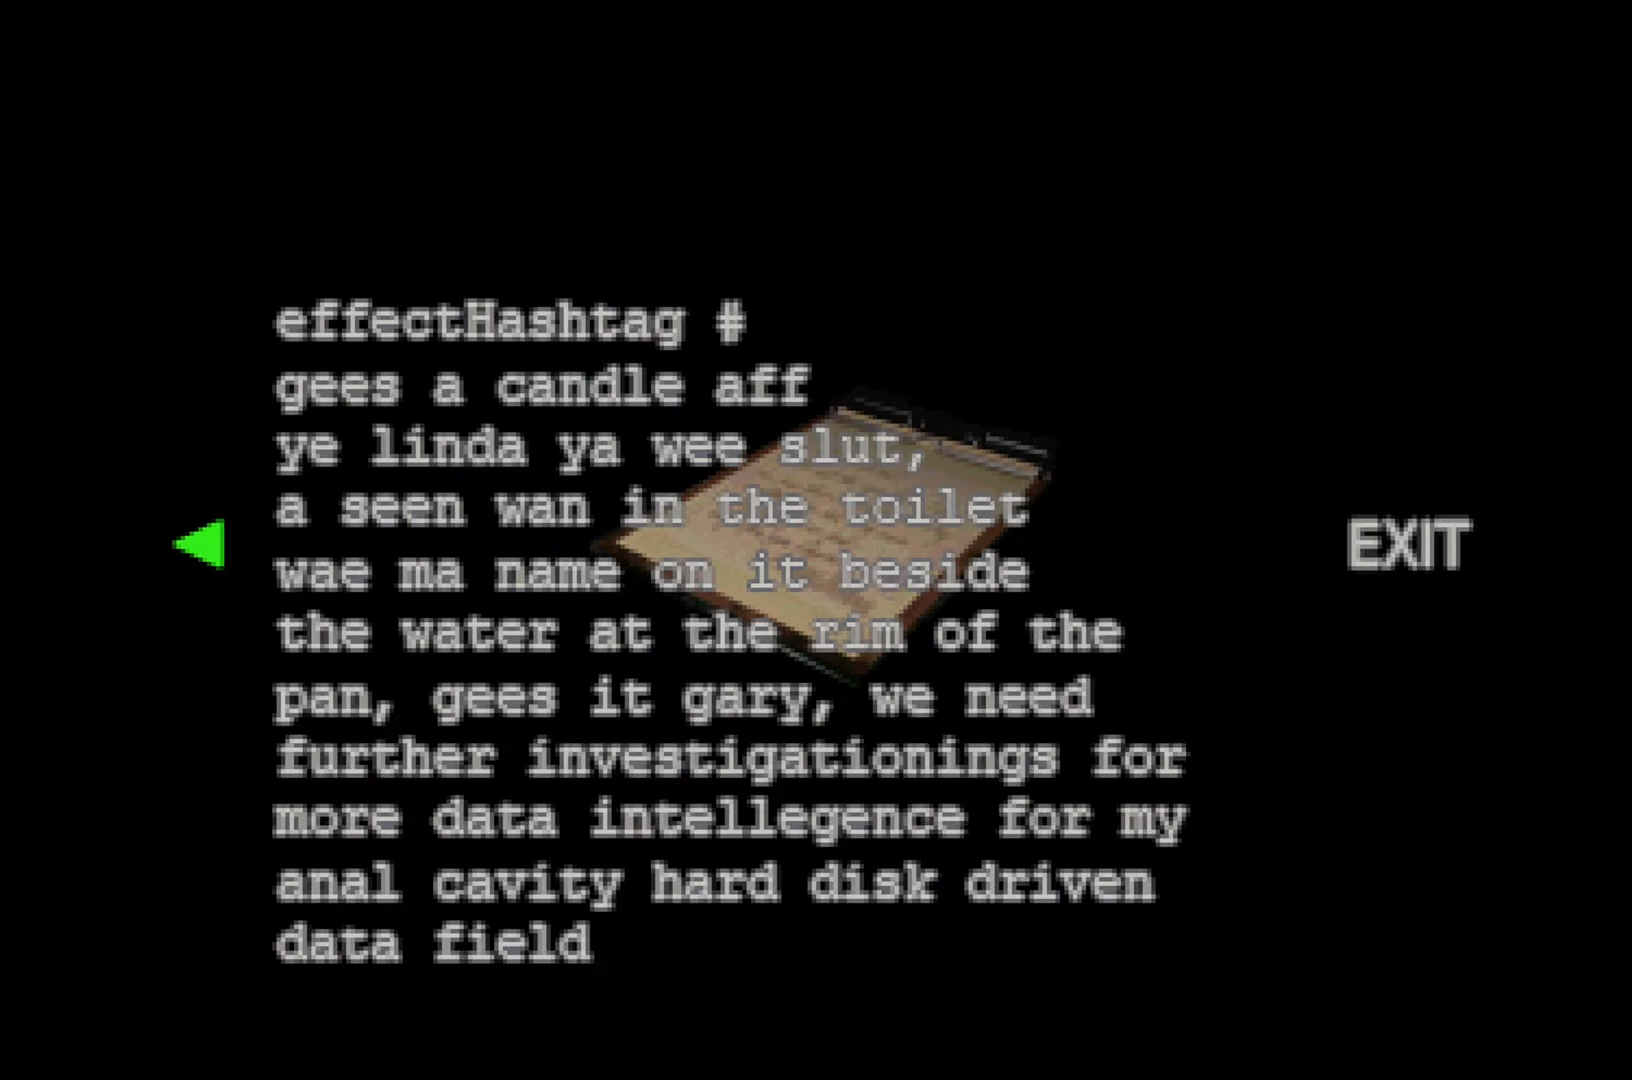 effectHashtag #
gees a candle aff
ye linda ya wee slut,
a seen wan in the toilet
wae ma name on it beside
the water at the rim of the
pan, gees it gary, we need
further investigationings for
more data intellegence for my
anal cavity hard disk driven
data field
EXIT